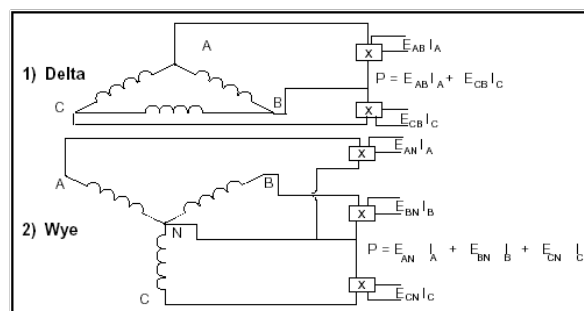 A
E_AB I_A
X
1) Delta
P = E_AB I_A + E_CB I_C
C
B
X
E_CB I_C
X
E_AN I_A
A
B
X
E_BN I_B
2) Wye
N
P = E_AN I_A + E_BN I_B + E_CN I_C
C
X
E_CN I_C